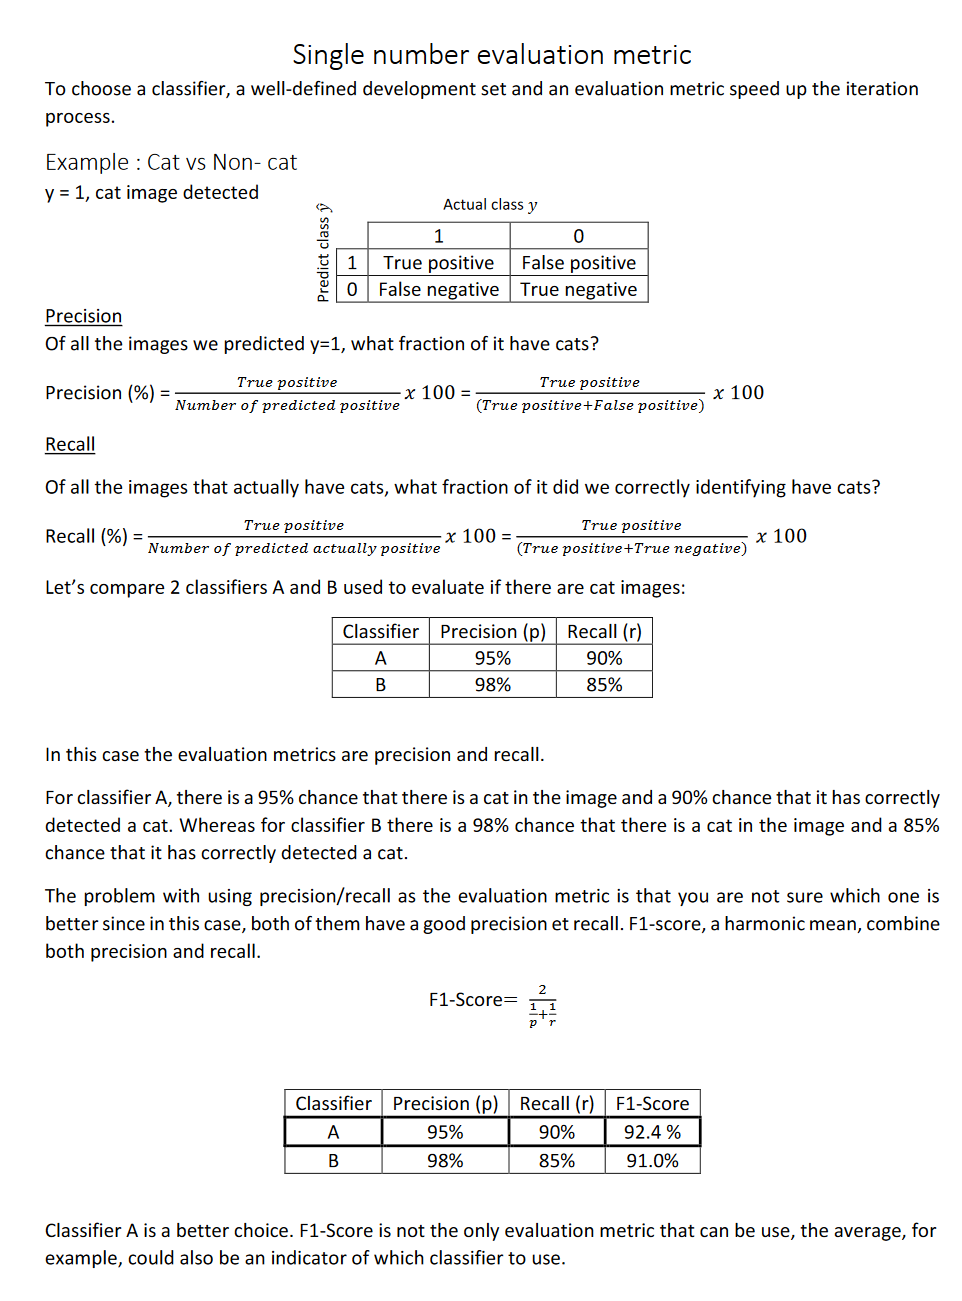 Single number evaluation metric
To choose a classifier, a well-defined development set and an evaluation metric speed up the iteration
process.
Example : Cat vs Non- cat
y = 1, cat image detected
Actual class y
Predict class ŷ
1 0
1 True positive False positive
0 False negative True negative
Precision
Of all the images we predicted y=1, what fraction of it have cats?
Precision (%) = True positive / Number of predicted positive x 100 = True positive / (True positive+False positive) x 100
Recall
Of all the images that actually have cats, what fraction of it did we correctly identifying have cats?
Recall (%) = True positive / Number of predicted actually positive x 100 = True positive / (True positive+True negative) x 100
Let's compare 2 classifiers A and B used to evaluate if there are cat images:
Classifier Precision (p) Recall (r)
A 95% 90%
B 98% 85%
In this case the evaluation metrics are precision and recall.
For classifier A, there is a 95% chance that there is a cat in the image and a 90% chance that it has correctly
detected a cat. Whereas for classifier B there is a 98% chance that there is a cat in the image and a 85%
chance that it has correctly detected a cat.
The problem with using precision/recall as the evaluation metric is that you are not sure which one is
better since in this case, both of them have a good precision et recall. F1-score, a harmonic mean, combine
both precision and recall.
F1-Score= 2 / (1/p + 1/r)
Classifier Precision (p) Recall (r) F1-Score
A 95% 90% 92.4 %
B 98% 85% 91.0%
Classifier A is a better choice. F1-Score is not the only evaluation metric that can be use, the average, for
example, could also be an indicator of which classifier to use.